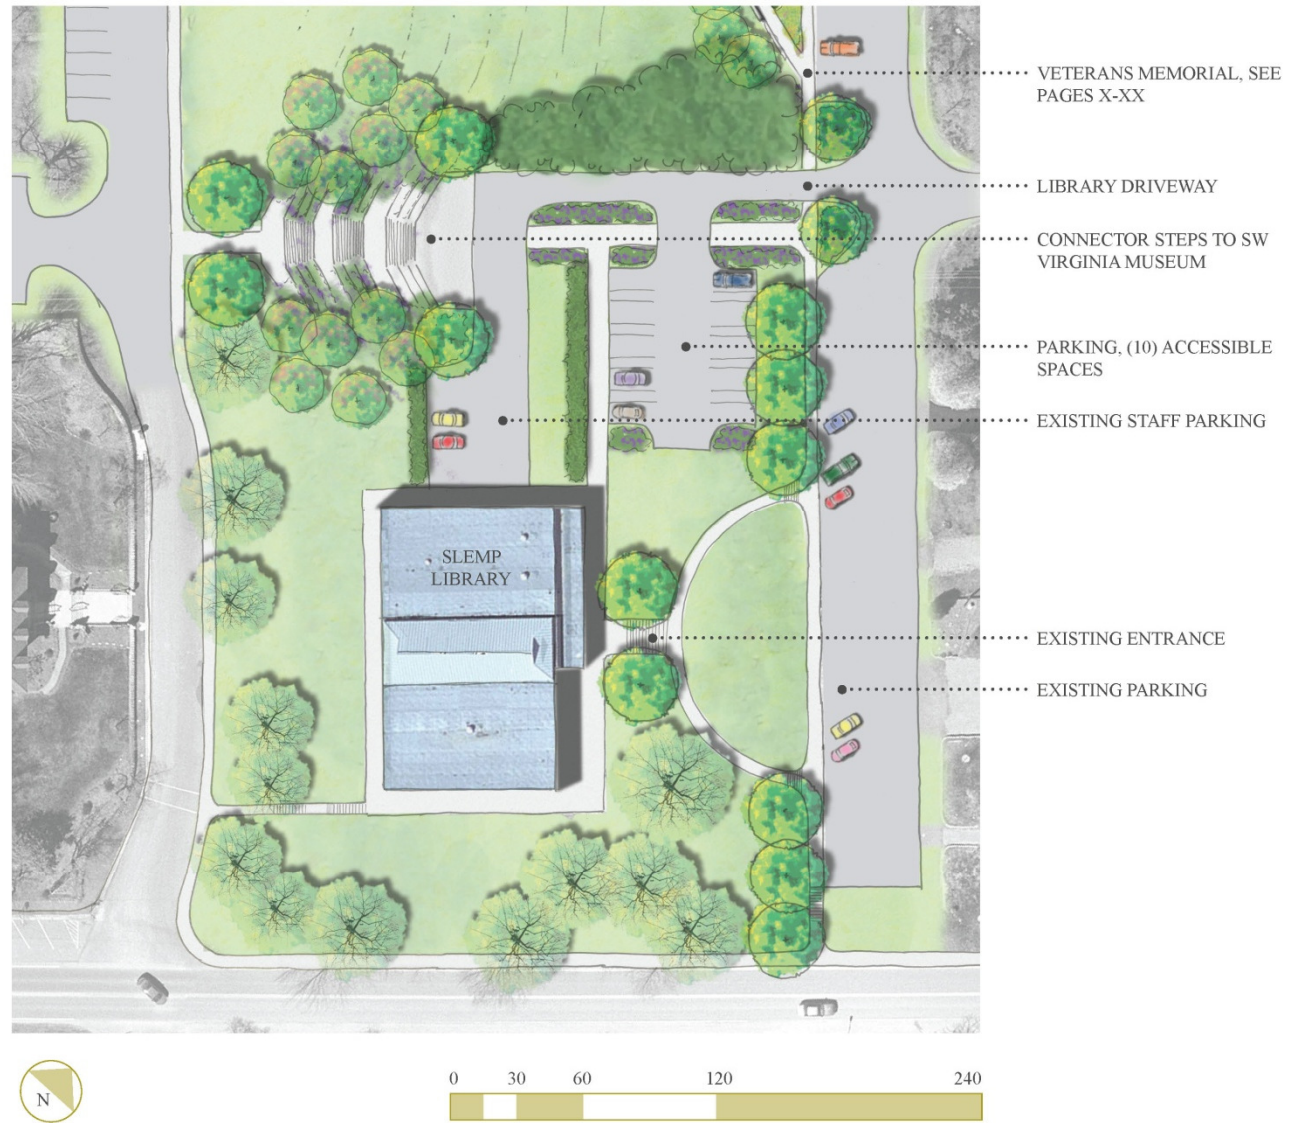 VETERANS MEMORIAL, SEE
PAGES X-XX
LIBRARY DRIVEWAY
CONNECTOR STEPS TO SW
VIRGINIA MUSEUM
PARKING, (10) ACCESSIBLE
SPACES
EXISTING STAFF PARKING
SLEMP
LIBRARY
EXISTING ENTRANCE
EXISTING PARKING
N
0 30 60 120 240